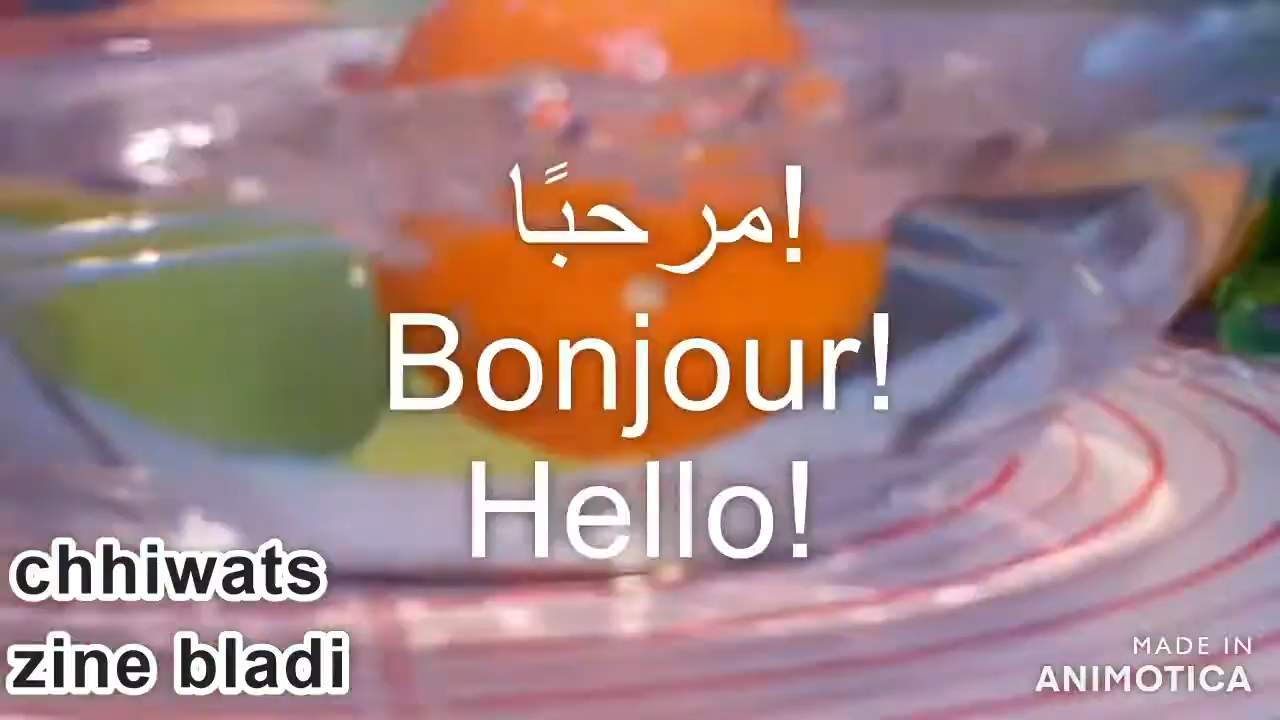 مرحبًا!
Bonjour!
Hello!
chhiwats
zine bladi
MADE IN
ANIMOTICA